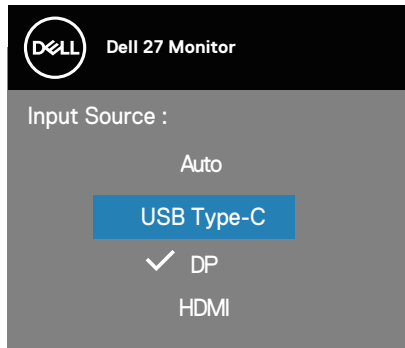 DELL
Dell 27 Monitor
Input Source :
Auto
USB Type-C
DP
HDMI